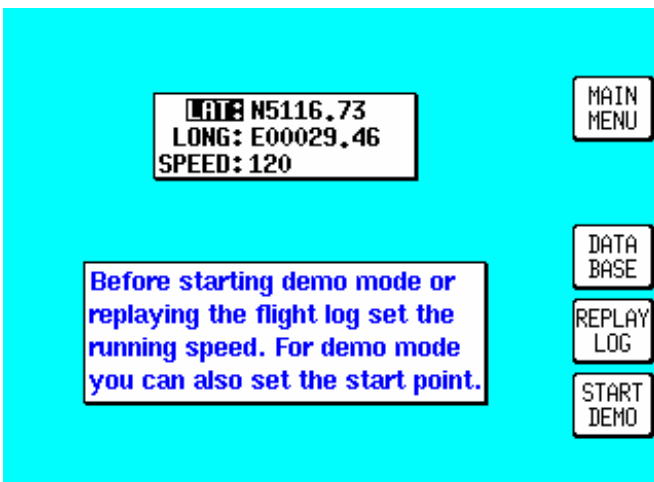 LAT: N5116.73
LONG: E00029.46
SPEED: 120
MAIN
MENU
Before starting demo mode or
replaying the flight log set the
running speed. For demo mode
you can also set the start point.
DATA
BASE
REPLAY
LOG
START
DEMO